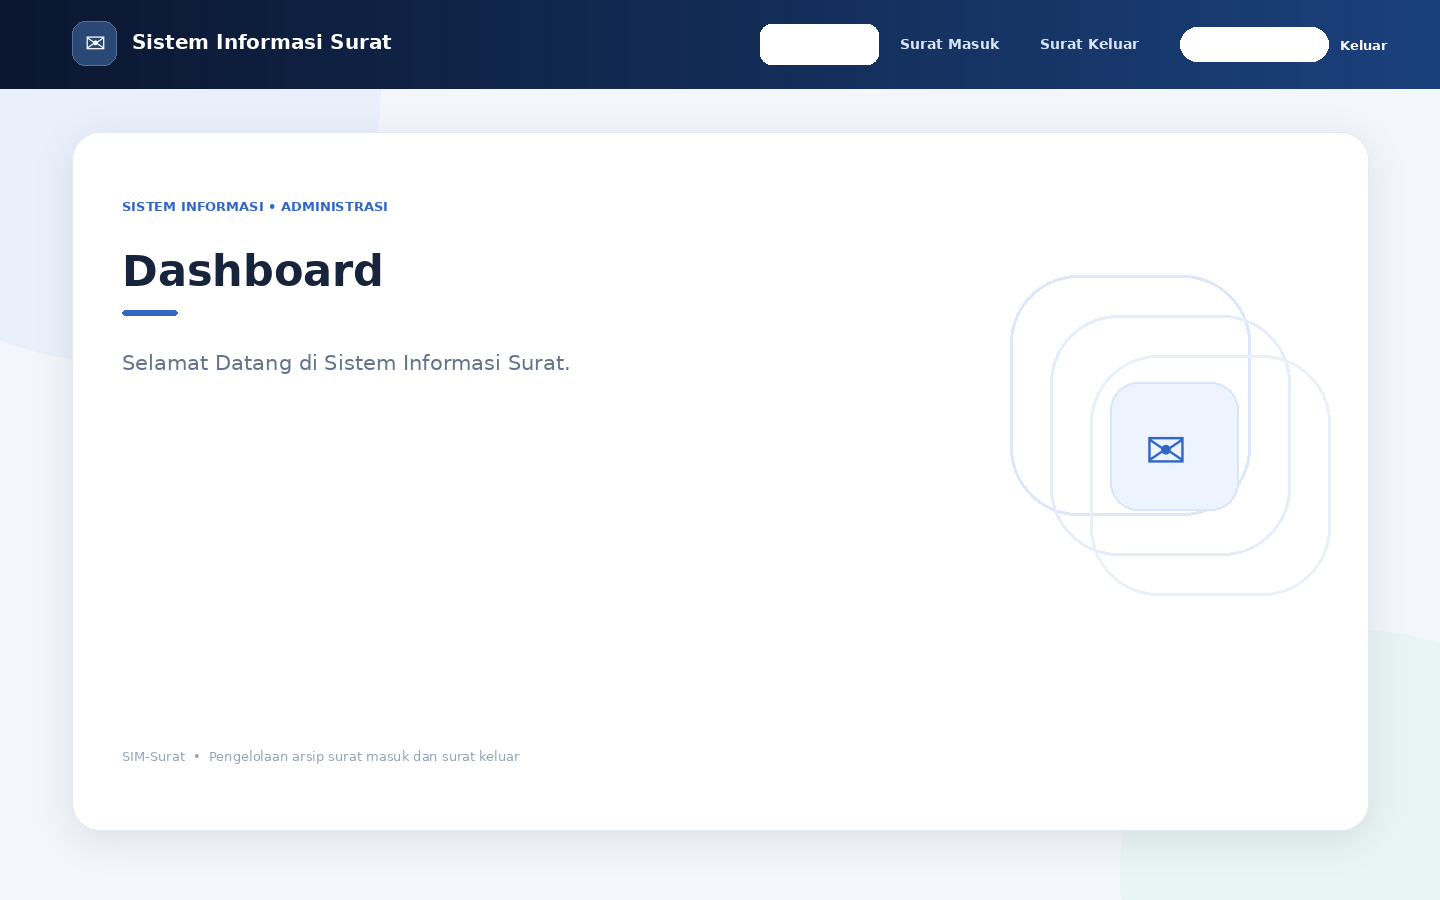 Sistem Informasi Surat
Surat Masuk
Surat Keluar
Keluar
SISTEM INFORMASI • ADMINISTRASI
Dashboard
Selamat Datang di Sistem Informasi Surat.
SIM-Surat • Pengelolaan arsip surat masuk dan surat keluar